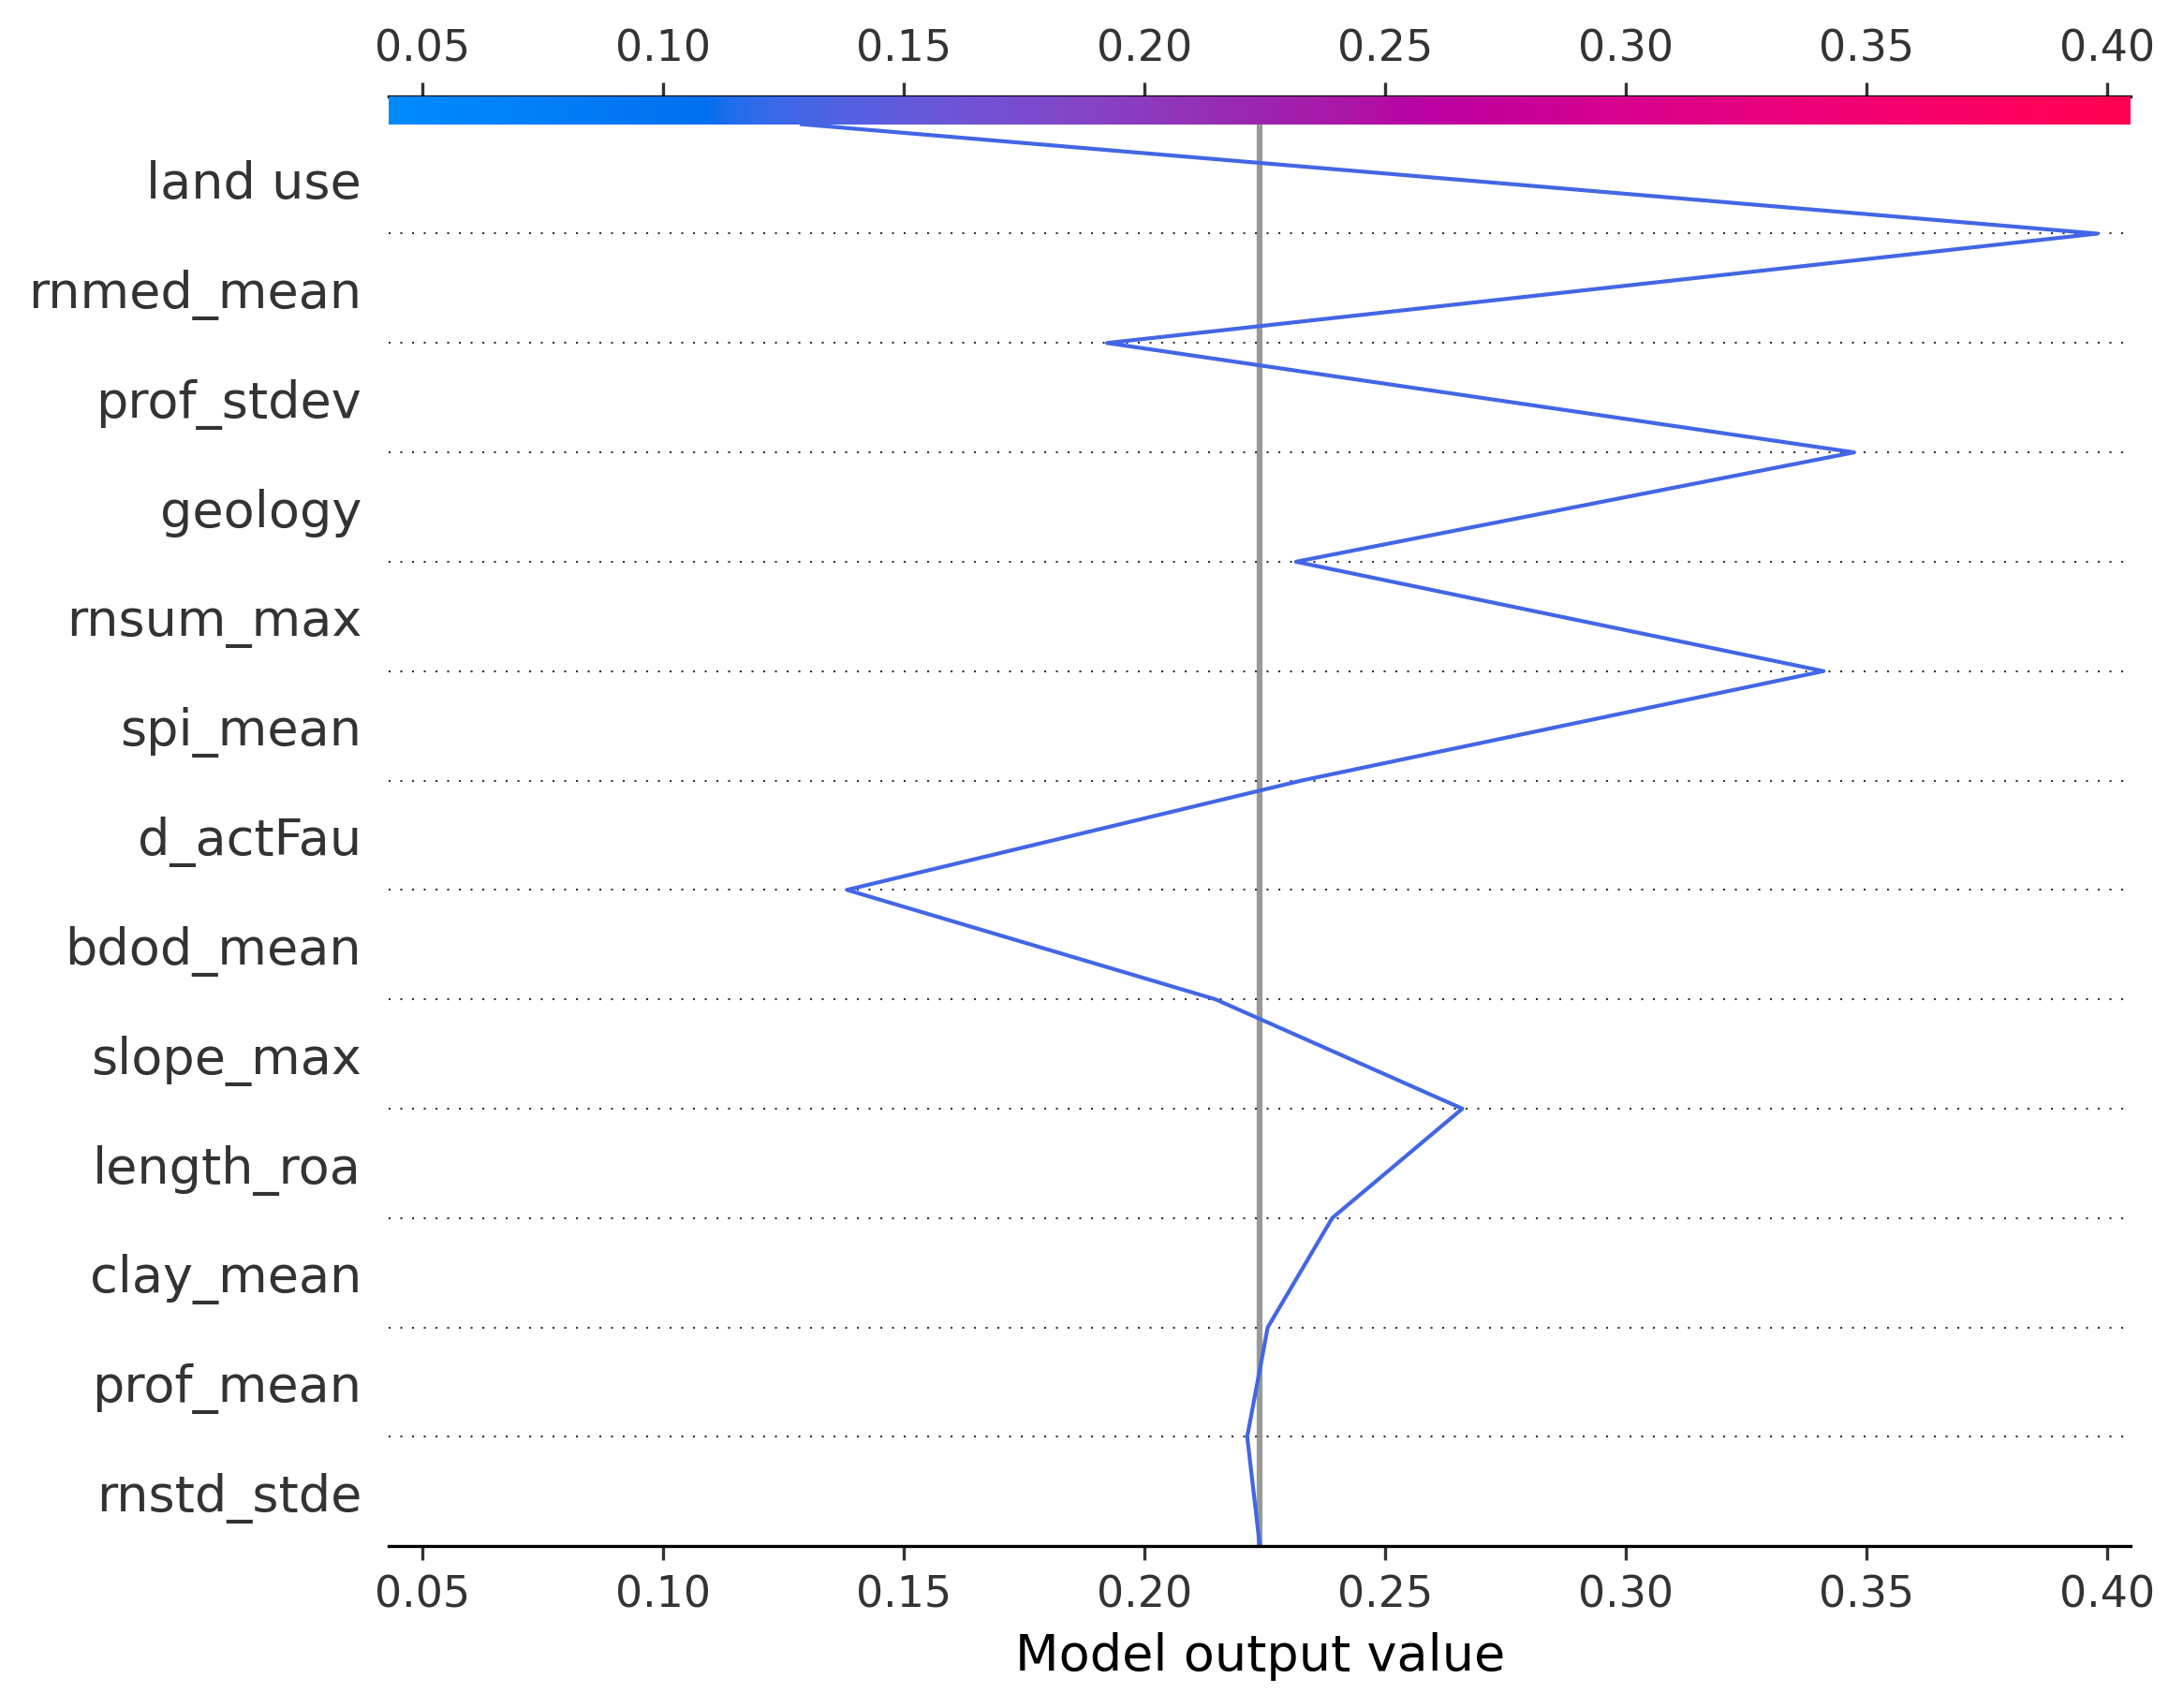 0.05 0.10 0.15 0.20 0.25 0.30 0.35 0.40
land use
rnmed_mean
prof_stdev
geology
rnsum_max
spi_mean
d_actFau
bdod_mean
slope_max
length_roa
clay_mean
prof_mean
rnstd_stde
0.05 0.10 0.15 0.20 0.25 0.30 0.35 0.40
Model output value